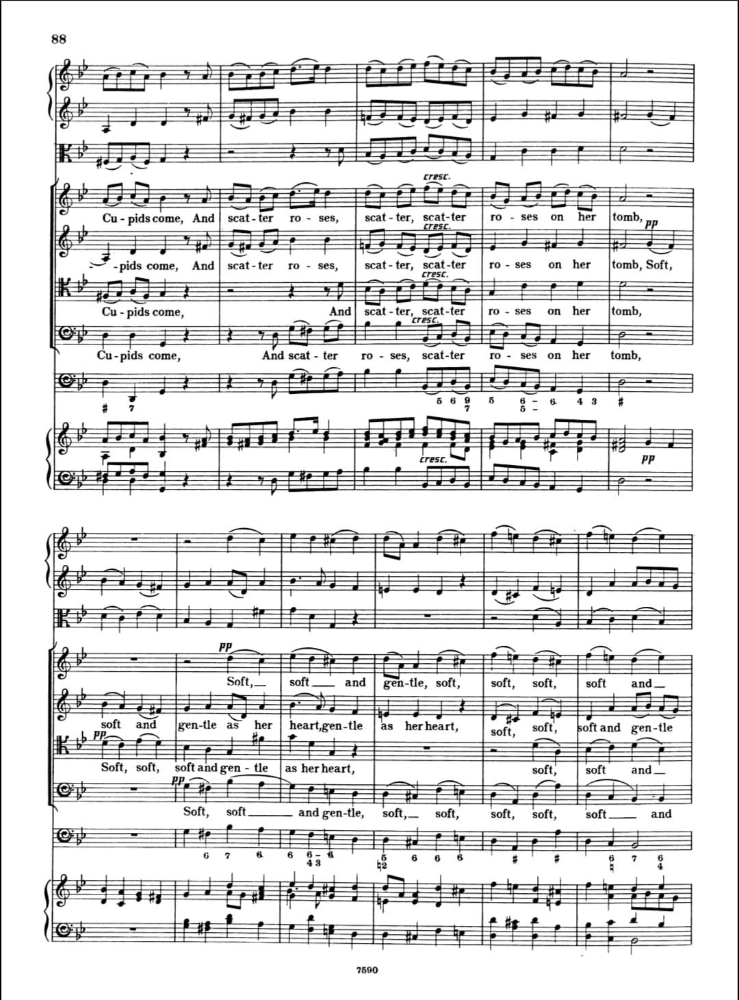 88
cresc.
Cu-pids come, And scat-ter ro-ses, scat-ter, scat-ter ro-ses on her tomb,
cresc.
pp
-pids come, And scat-ter ro-ses, scat-ter, scat-ter ro-ses on her tomb, Soft,
cresc.
Cu-pids come, And scat-ter, scat-ter ro-ses on her tomb,
cresc.
Cu-pids come, And scat-ter ro-ses, scat-ter ro-ses on her tomb,
# 7 5 6 9 5 6 - 6 4 3 #
7 5 -
cresc.
pp
pp
Soft, soft and gen-tle, soft, soft, soft, soft and
soft and gen-tle as her heart, gen-tle as her heart, soft, soft, soft and gen-tle
pp
Soft, soft, soft and gen-tle as her heart, soft, soft and
pp
Soft, soft and gen-tle, soft, soft, soft, soft, soft and
6 7 6 6 6 - 6 5 6 6 6 # # 6 7 6
4 3 ♮2 ♮ 4
7590